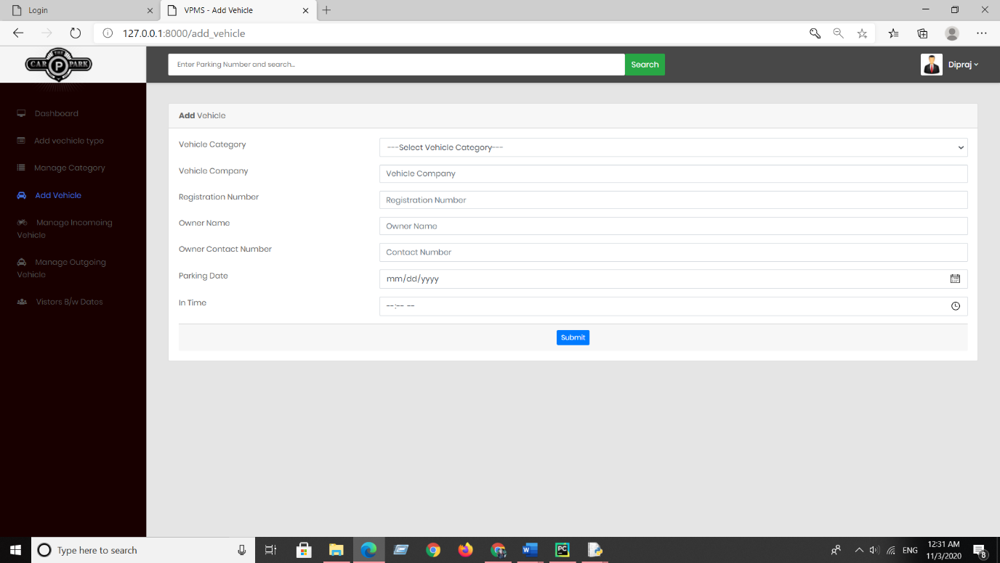 Login
VPMS - Add Vehicle
127.0.0.1:8000/add_vehicle
THE
CAR P PARK
Enter Parking Number and search...
Search
Dipraj
Dashboard
Add vechicle type
Manage Category
Add Vehicle
Manage Incomeing
Vehicle
Manage Outgoing
Vehicle
Vistors B/w Dates
Add Vehicle
Vehicle Category
---Select Vehicle Category---
Vehicle Company
Vehicle Company
Registration Number
Registration Number
Owner Name
Owner Name
Owner Contact Number
Contact Number
Parking Date
mm/dd/yyyy
In Time
--:-- --
Submit
Type here to search
W
PC
ENG
12:31 AM
11/3/2020
8